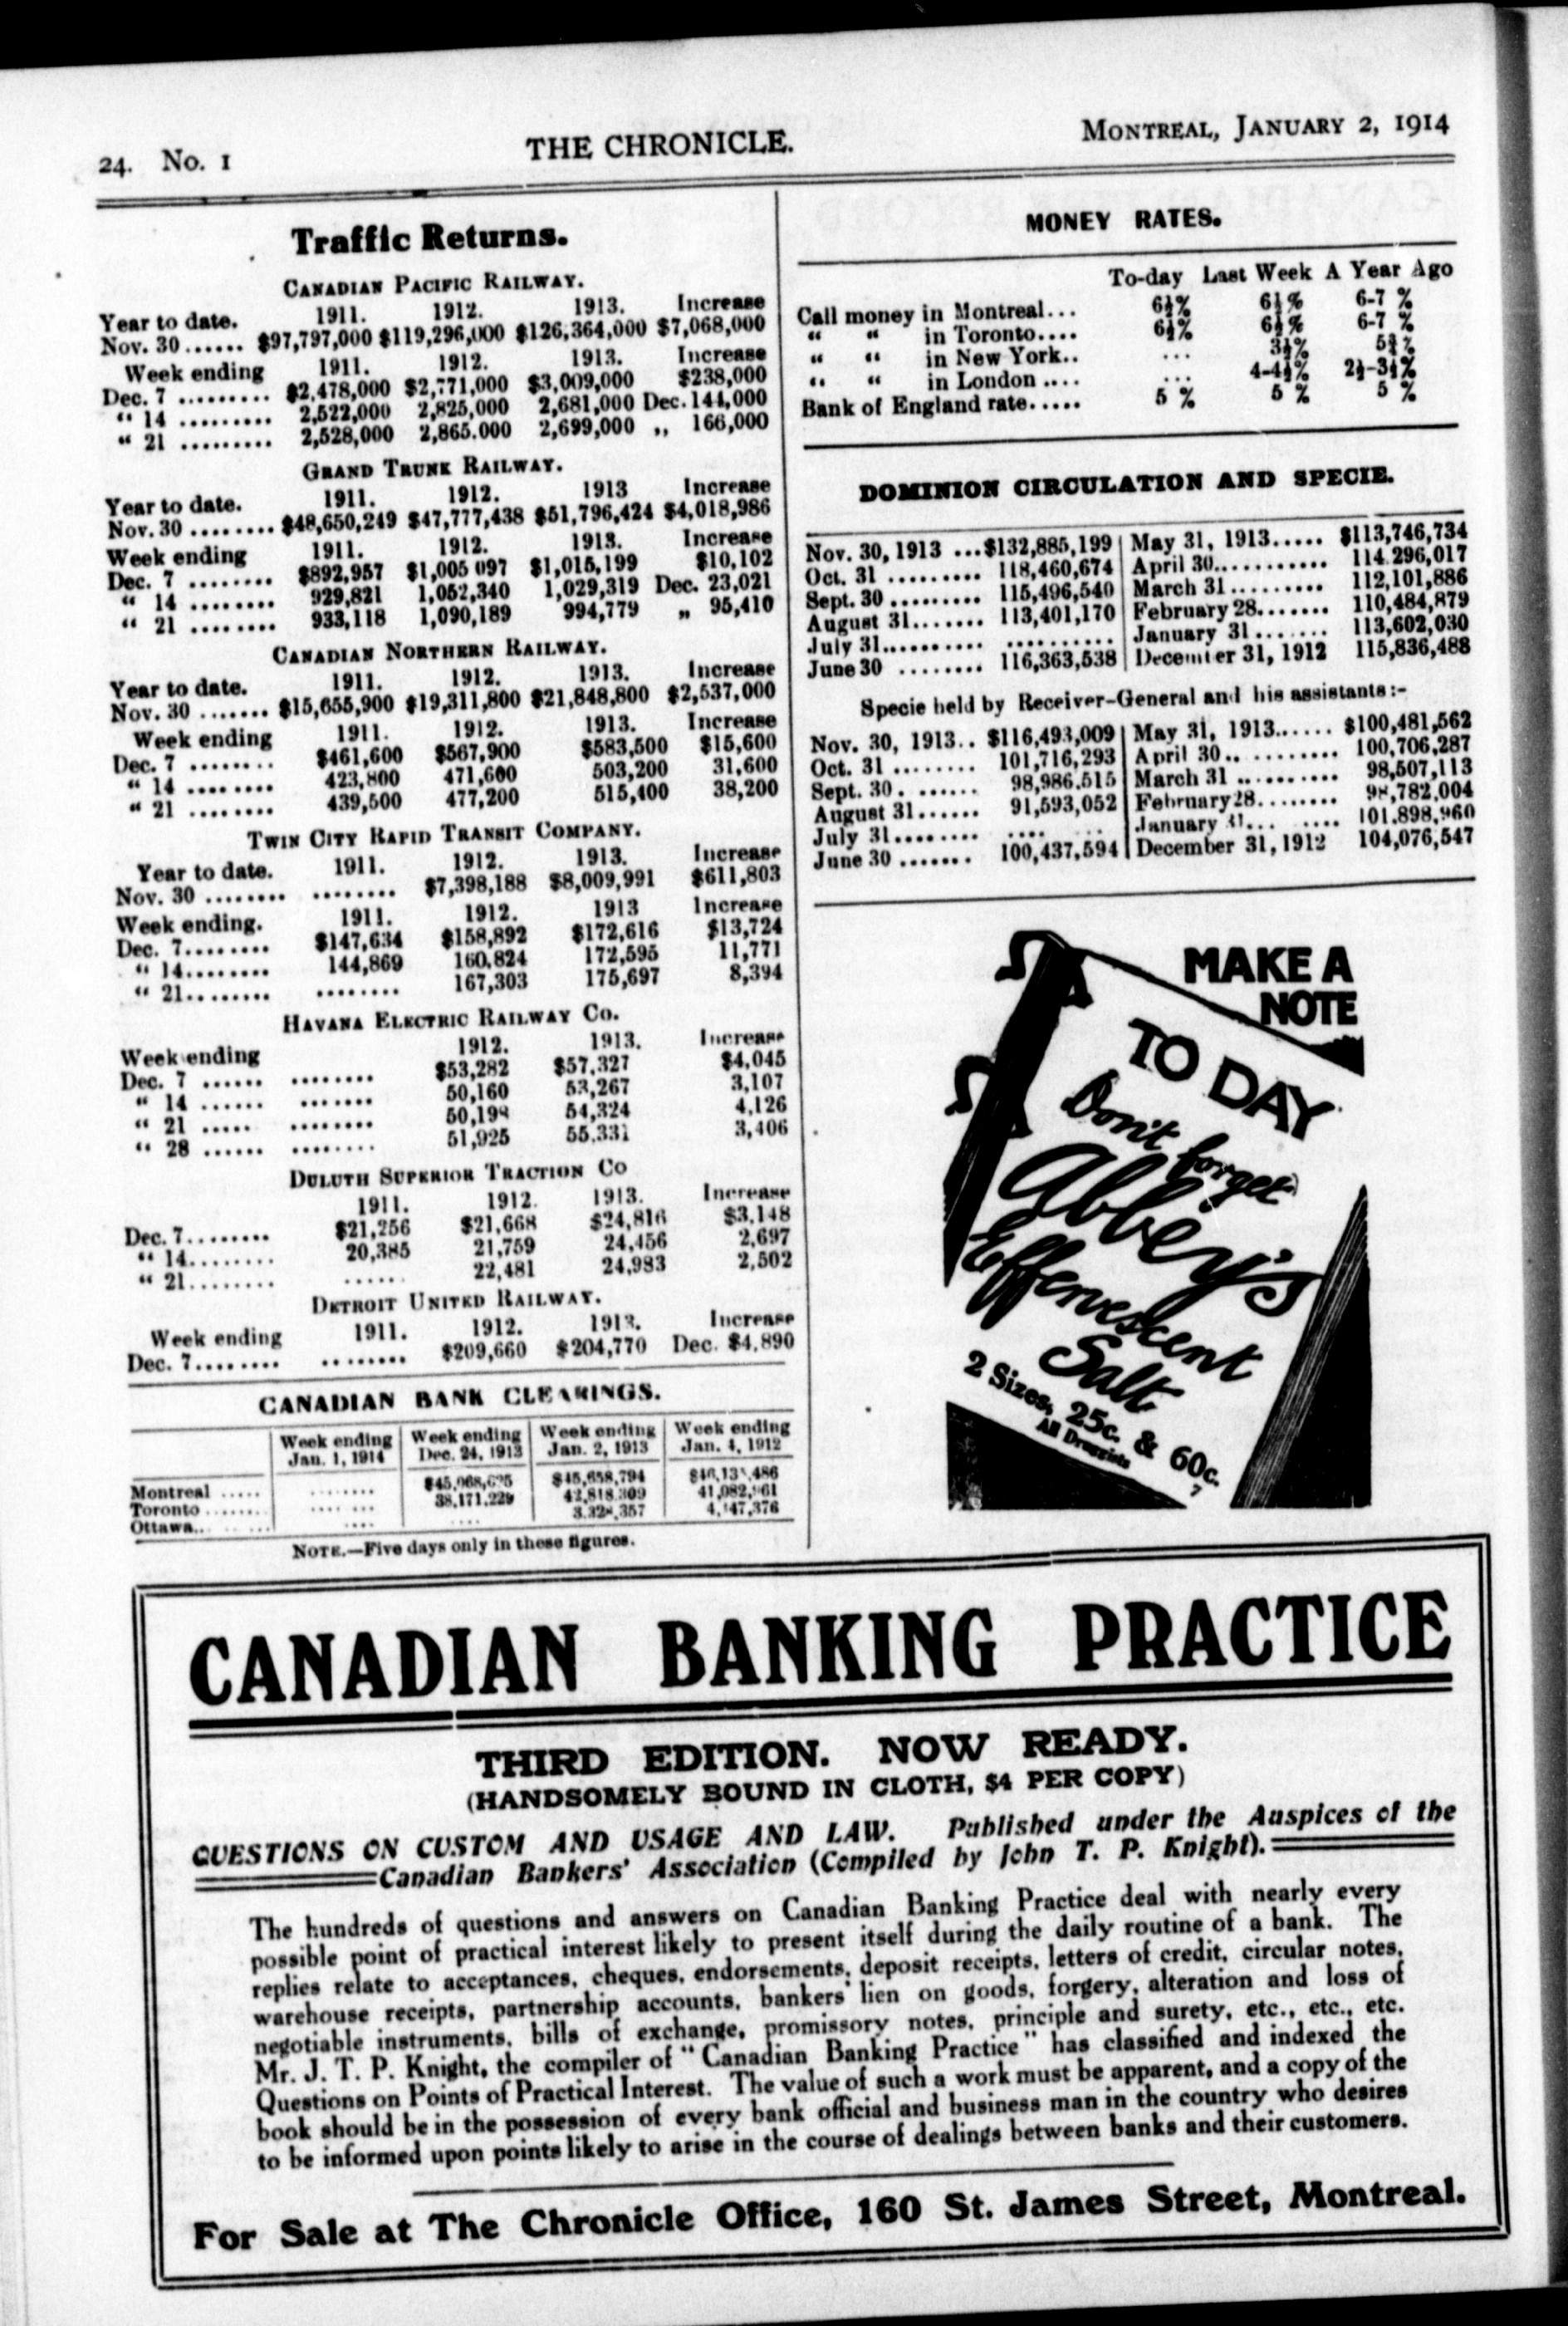 24. No. 1 THE CHRONICLE. MONTREAL, JANUARY 2, 1914
Traffic Returns.
CANADIAN PACIFIC RAILWAY.
Year to date. 1911. 1912. 1913. Increase
Nov. 30...... $97,797,000 $119,296,000 $126,364,000 $7,068,000
Week ending 1911. 1912. 1913. Increase
Dec. 7 ......... $2,478,000 $2,771,000 $3,009,000 $238,000
“ 14 ......... 2,522,000 2,825,000 2,681,000 Dec. 144,000
“ 21 ......... 2,528,000 2,865.000 2,699,000 ,, 166,000
GRAND TRUNK RAILWAY.
Year to date. 1911. 1912. 1913 Increase
Nov. 30 ........ $48,650,249 $47,777,438 $51,796,424 $4,018,986
Week ending 1911. 1912. 1913. Increase
Dec. 7 ........ $892,957 $1,005 097 $1,015,199 $10,102
“ 14 ........ 929,821 1,052,340 1,029,319 Dec. 23,021
“ 21 ........ 933,118 1,090,189 994,779 „ 95,410
CANADIAN NORTHERN RAILWAY.
Year to date. 1911. 1912. 1913. Increase
Nov. 30 ....... $15,655,900 $19,311,800 $21,848,800 $2,537,000
Week ending 1911. 1912. 1913. Increase
Dec. 7 ........ $461,600 $567,900 $583,500 $15,600
“ 14 ........ 423,800 471,600 503,200 31,600
“ 21 ........ 439,500 477,200 515,400 38,200
TWIN CITY RAPID TRANSIT COMPANY.
Year to date. 1911. 1912. 1913. Increase
Nov. 30 ........ ........ $7,398,188 $8,009,991 $611,803
Week ending. 1911. 1912. 1913 Increase
Dec. 7........ $147,634 $158,892 $172,616 $13,724
“ 14........ 144,869 160,824 172,595 11,771
“ 21......... ........ 167,303 175,697 8,394
HAVANA ELECTRIC RAILWAY CO.
Week ending 1912. 1913. Increase
Dec. 7 ...... ........ $53,282 $57,327 $4,045
“ 14 ...... ....... 50,160 53,267 3,107
“ 21 ..... ........ 50,198 54,324 4,126
“ 28 ...... ........ 51,925 55,331 3,406
DULUTH SUPERIOR TRACTION CO
1911. 1912. 1913. Increase
Dec. 7........ $21,256 $21,668 $24,816 $3,148
“ 14........ 20,385 21,759 24,456 2,697
“ 21........ ...... 22,481 24,983 2,502
DETROIT UNITED RAILWAY.
Week ending 1911. 1912. 1913. Increase
Dec. 7........ ......... $209,660 $204,770 Dec. $4,890
CANADIAN BANK CLEARINGS.
Week ending Week ending Week ending Week ending
Jan. 1, 1914 Dec. 24, 1913 Jan. 2, 1913 Jan. 4, 1912
Montreal ..... ........ $45,658,794
Toronto ........ .... ... 38,171,229 42,818,309
Ottawa.. .... ....
NOTE.—Five days only in these figures.
MONEY RATES.
To-day Last Week A Year Ago
Call money in Montreal... 6½% 6½% 6-7 %
“ “ in Toronto.... 6½% 6½% 6-7 %
“ “ in New York.. ...
“ “ in London .... ...
Bank of England rate..... 5 % 5 % 5 %
DOMINION CIRCULATION AND SPECIE.
Nov. 30, 1913 ...$132,885,199 May 31, 1913..... $113,746,734
Oct. 31 ......... 118,460,674 April 30.......... 114.296,017
Sept. 30 ......... 115,496,540 March 31......... 112,101,886
August 31....... 113,401,170 February 28....... 110,484,879
July 31.......... .......... January 31....... 113,602,030
June 30 ........ 116,363,538 December 31, 1912 115,836,488
Specie held by Receiver-General and his assistants:-
Nov. 30, 1913.. $116,493,009 May 31, 1913...... $100,481,562
Oct. 31 ........ 101,716,293 April 30.. ......... 100,706,287
Sept. 30. ...... 98,986.515 March 31 .......... 98,507,113
August 31...... 91,593,052 February 28........ 98,782,004
July 31........ .... .. January 31... .... 101.898,960
June 30 ....... 100,437,594 December 31, 1912 104,076,547
MAKE A
NOTE
TO DAY
Don't forget
Abbey's
Effervescent
Salt
2 Sizes, 25c. & 60c.
All Druggists
7
CANADIAN BANKING PRACTICE
THIRD EDITION. NOW READY.
(HANDSOMELY BOUND IN CLOTH, $4 PER COPY)
QUESTIONS ON CUSTOM AND USAGE AND LAW. Published under the Auspices of the
Canadian Bankers' Association (Compiled by John T. P. Knight).
The hundreds of questions and answers on Canadian Banking Practice deal with nearly every
possible point of practical interest likely to present itself during the daily routine of a bank. The
replies relate to acceptances, cheques, endorsements, deposit receipts, letters of credit, circular notes,
warehouse receipts, partnership accounts, bankers' lien on goods, forgery, alteration and loss of
negotiable instruments, bills of exchange, promissory notes, principle and surety, etc., etc., etc.
Mr. J. T. P. Knight, the compiler of “Canadian Banking Practice” has classified and indexed the
Questions on Points of Practical Interest. The value of such a work must be apparent, and a copy of the
book should be in the possession of every bank official and business man in the country who desires
to be informed upon points likely to arise in the course of dealings between banks and their customers.
For Sale at The Chronicle Office, 160 St. James Street, Montreal.